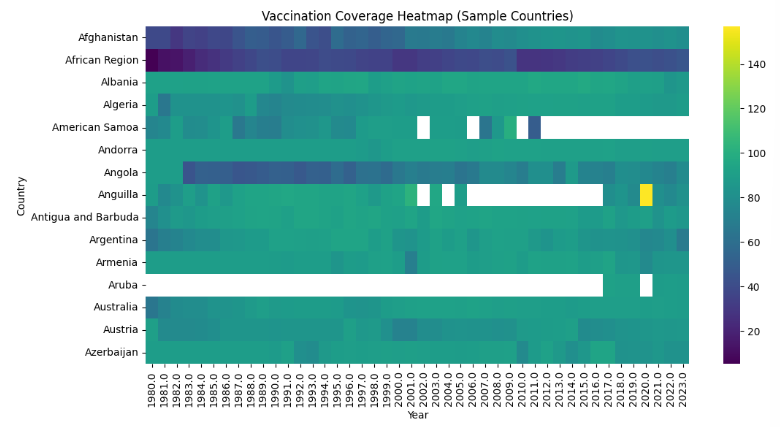 Vaccination Coverage Heatmap (Sample Countries)
Afghanistan
African Region
Albania
Algeria
American Samoa
Andorra
Angola
Anguilla
Antigua and Barbuda
Argentina
Armenia
Aruba
Australia
Austria
Azerbaijan
Country
1980.0
1981.0
1982.0
1983.0
1984.0
1985.0
1986.0
1987.0
1988.0
1989.0
1990.0
1991.0
1992.0
1993.0
1994.0
1995.0
1996.0
1997.0
1998.0
1999.0
2000.0
2001.0
2002.0
2003.0
2004.0
2005.0
2006.0
2007.0
2008.0
2009.0
2010.0
2011.0
2012.0
2013.0
2014.0
2015.0
2016.0
2017.0
2018.0
2019.0
2020.0
2021.0
2022.0
2023.0
Year
140
120
100
80
60
40
20